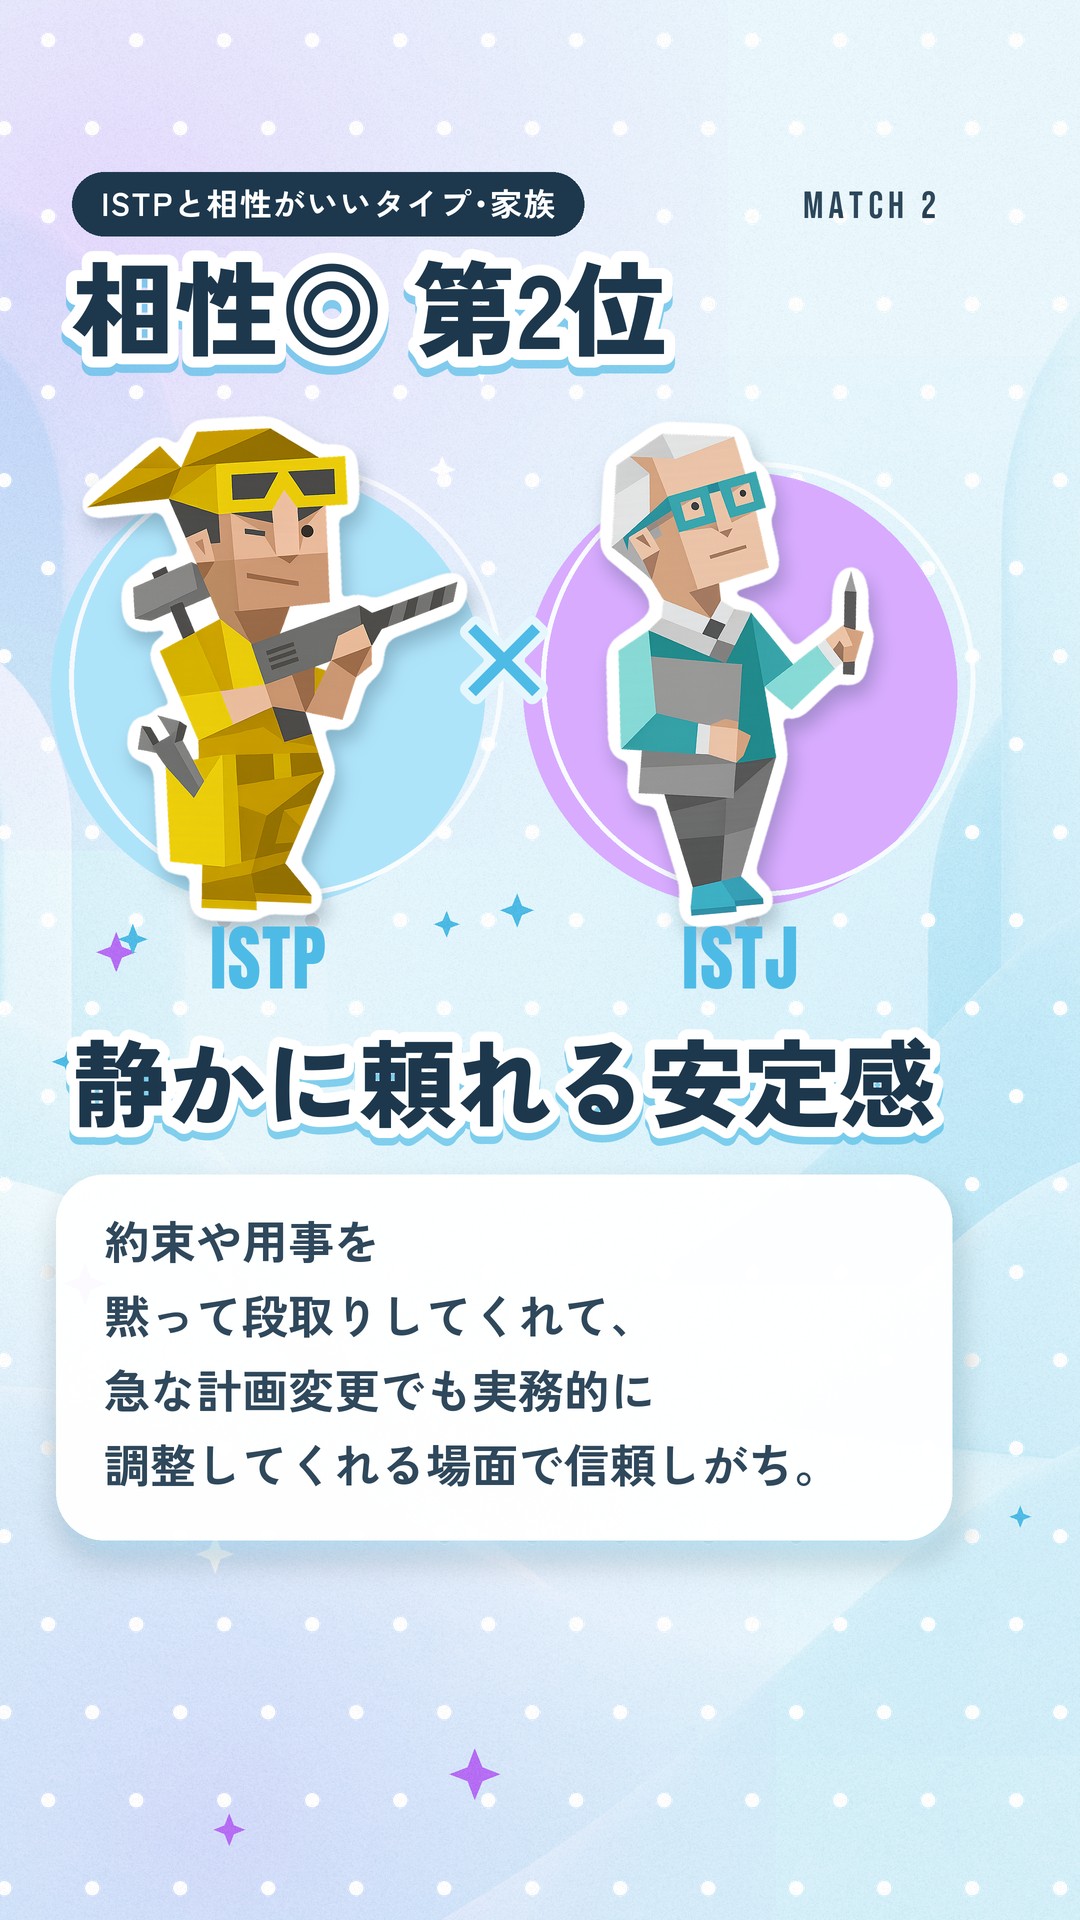 ISTPと相性がいいタイプ・家族
MATCH 2
相性◎ 第2位
ISTP
ISTJ
静かに頼れる安定感
約束や用事を
黙って段取りしてくれて、
急な計画変更でも実務的に
調整してくれる場面で信頼しがち。